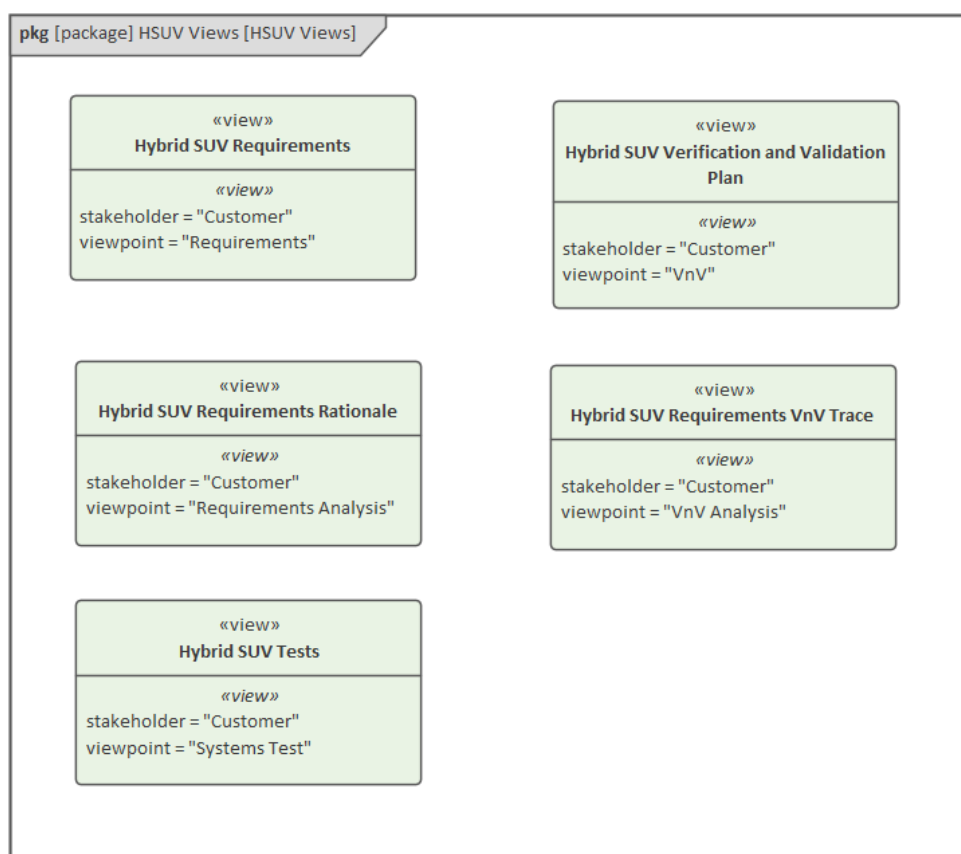 pkg [package] HSUV Views [HSUV Views]
«view»
Hybrid SUV Requirements
«view»
stakeholder = "Customer"
viewpoint = "Requirements"
«view»
Hybrid SUV Verification and Validation
Plan
«view»
stakeholder = "Customer"
viewpoint = "VnV"
«view»
Hybrid SUV Requirements Rationale
«view»
stakeholder = "Customer"
viewpoint = "Requirements Analysis"
«view»
Hybrid SUV Requirements VnV Trace
«view»
stakeholder = "Customer"
viewpoint = "VnV Analysis"
«view»
Hybrid SUV Tests
«view»
stakeholder = "Customer"
viewpoint = "Systems Test"